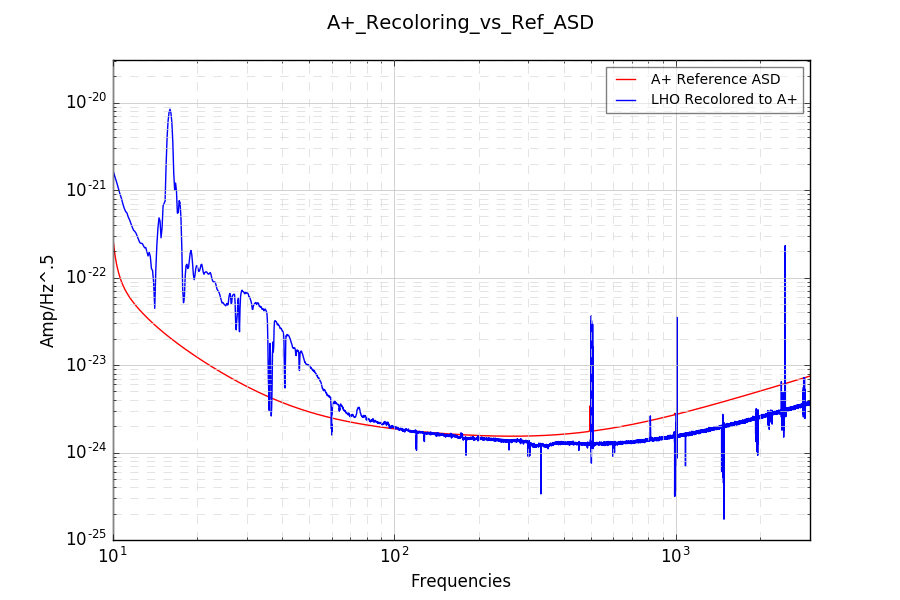 A+_Recoloring_vs_Ref_ASD
A+ Reference ASD
LHO Recolored to A+
Amp/Hz^.5
10^-20
10^-21
10^-22
10^-23
10^-24
10^-25
10^1 10^2 10^3
Frequencies